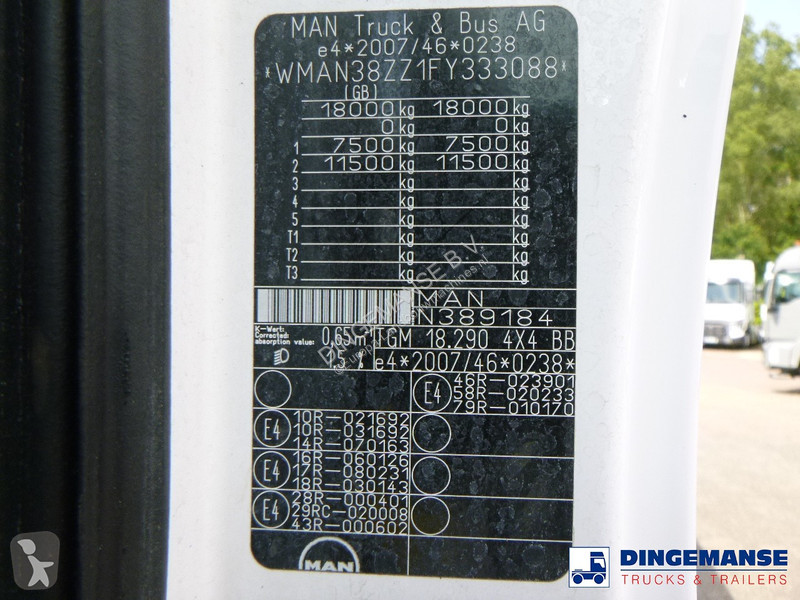 MAN Truck & Bus AG
e4*2007/46*0238
*WMAN38ZZ1FY333088*
(GB)
18000 kg 18000 kg
0 kg 0 kg
1 7500 kg 7500 kg
2 11500 kg 11500 kg
3 kg kg
4 kg kg
5 kg kg
T1 kg kg
T2 kg kg
T3 kg kg
DINGEMANSE B.V.
MAN
N389184
K-Wert:
Corrected absorption value: 0,65m
TGM 18.290 4X4 BB
e4*2007/46*0238*
E4 46R-023901
58R-020233
79R-010170
E4 10R-021692
10R-031692
14R-070163
E4 16R-060126
17R-080231
18R-030143
E4 28R-000401
29RC-020008
43R-000602
MAN
DINGEMANSE
TRUCKS & TRAILERS